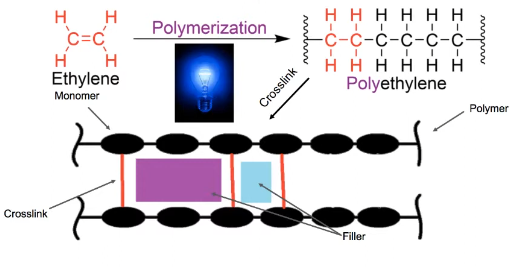 H H
C=C
H H
Polymerization
H H H H H H
C-C-C-C-C-C
H H H H H H
Ethylene
Polyethylene
Monomer
Crosslink
Polymer
Crosslink
Filler